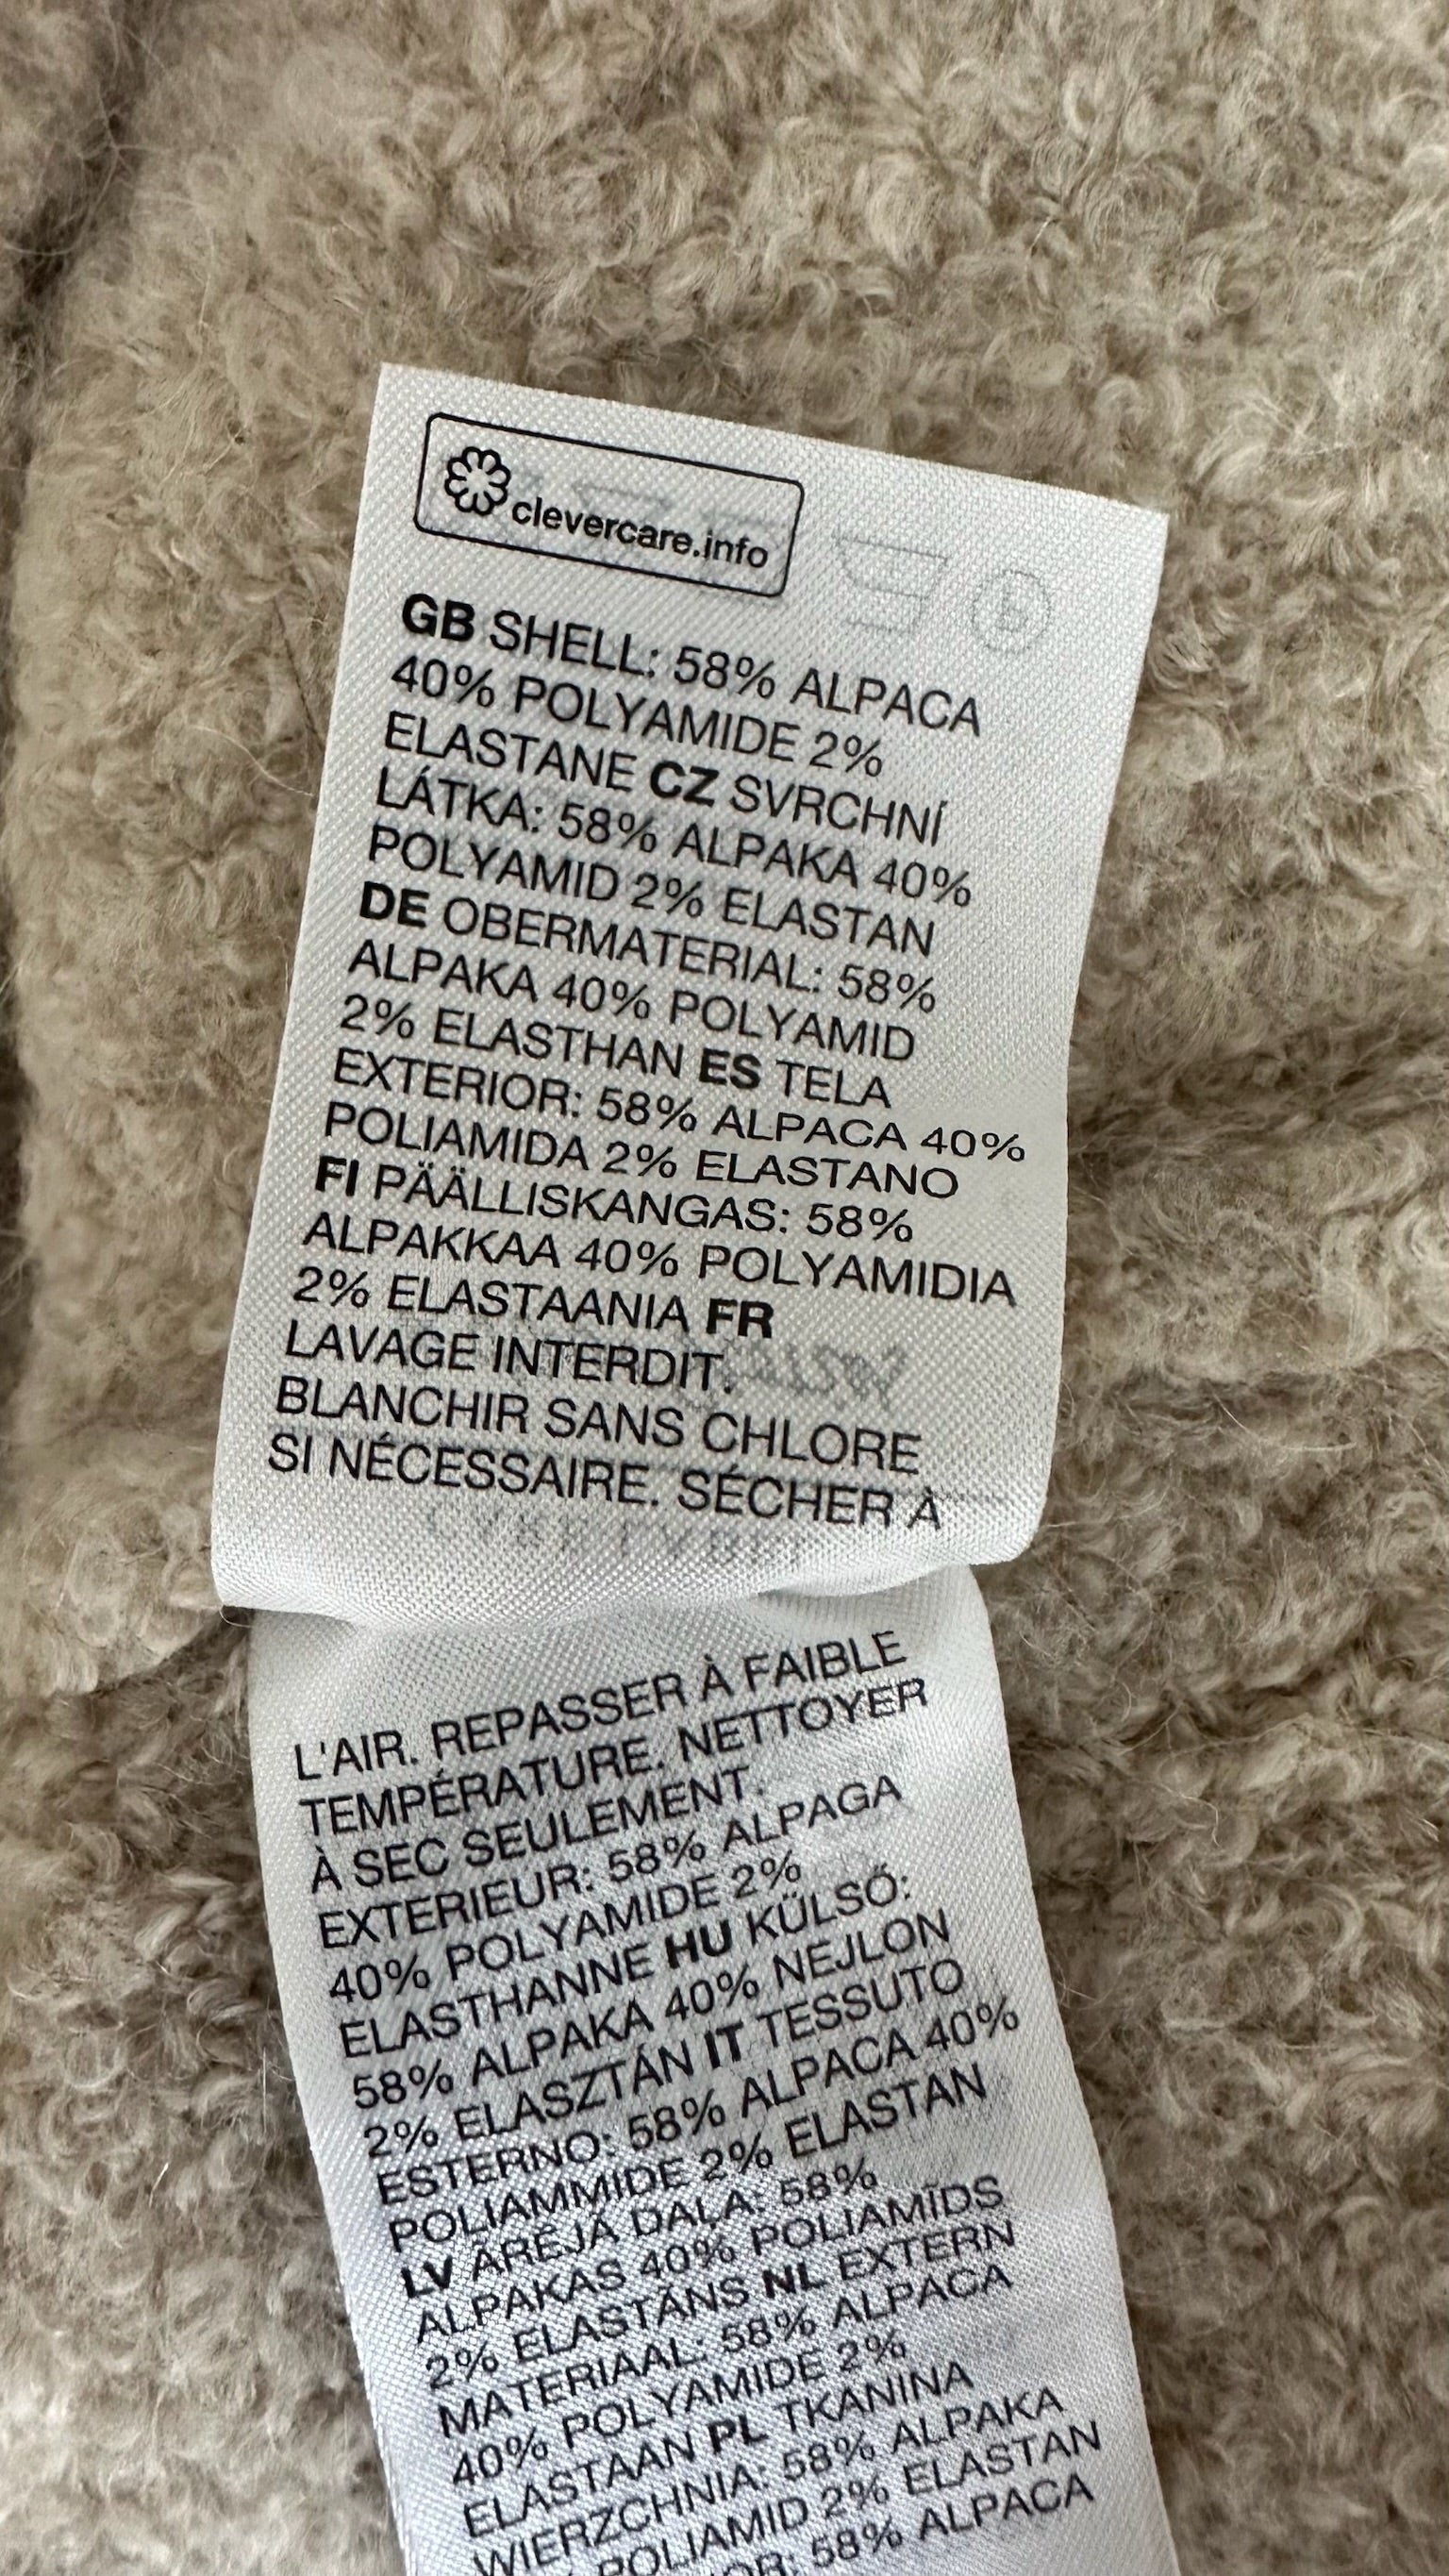 clevercare.info
GB SHELL: 58% ALPACA
40% POLYAMIDE 2%
ELASTANE CZ SVRCHNÍ
LÁTKA: 58% ALPAKA 40%
POLYAMID 2% ELASTAN
DE OBERMATERIAL: 58%
ALPAKA 40% POLYAMID
2% ELASTHAN ES TELA
EXTERIOR: 58% ALPACA 40%
POLIAMIDA 2% ELASTANO
FI PÄÄLLISKANGAS: 58%
ALPAKKAA 40% POLYAMIDIA
2% ELASTAANIA FR
LAVAGE INTERDIT.
BLANCHIR SANS CHLORE
SI NÉCESSAIRE. SÉCHER À
L'AIR. REPASSER À FAIBLE
TEMPÉRATURE. NETTOYER
À SEC SEULEMENT.
EXTERIEUR: 58% ALPAGA
40% POLYAMIDE 2%
ELASTHANNE HU KÜLSŐ:
58% ALPAKA 40% NEJLON
2% ELASZTÁN IT TESSUTO
ESTERNO: 58% ALPACA 40%
POLIAMMIDE 2% ELASTAN
LV ĀRĒJĀ DAĻA: 58%
ALPAKAS 40% POLIAMĪDS
2% ELASTĀNS NL EXTERN
MATERIAAL: 58% ALPACA
40% POLYAMIDE 2%
ELASTAAN PL TKANINA
WIERZCHNIA: 58% ALPAKA
POLIAMID 2% ELASTAN
58% ALPACA